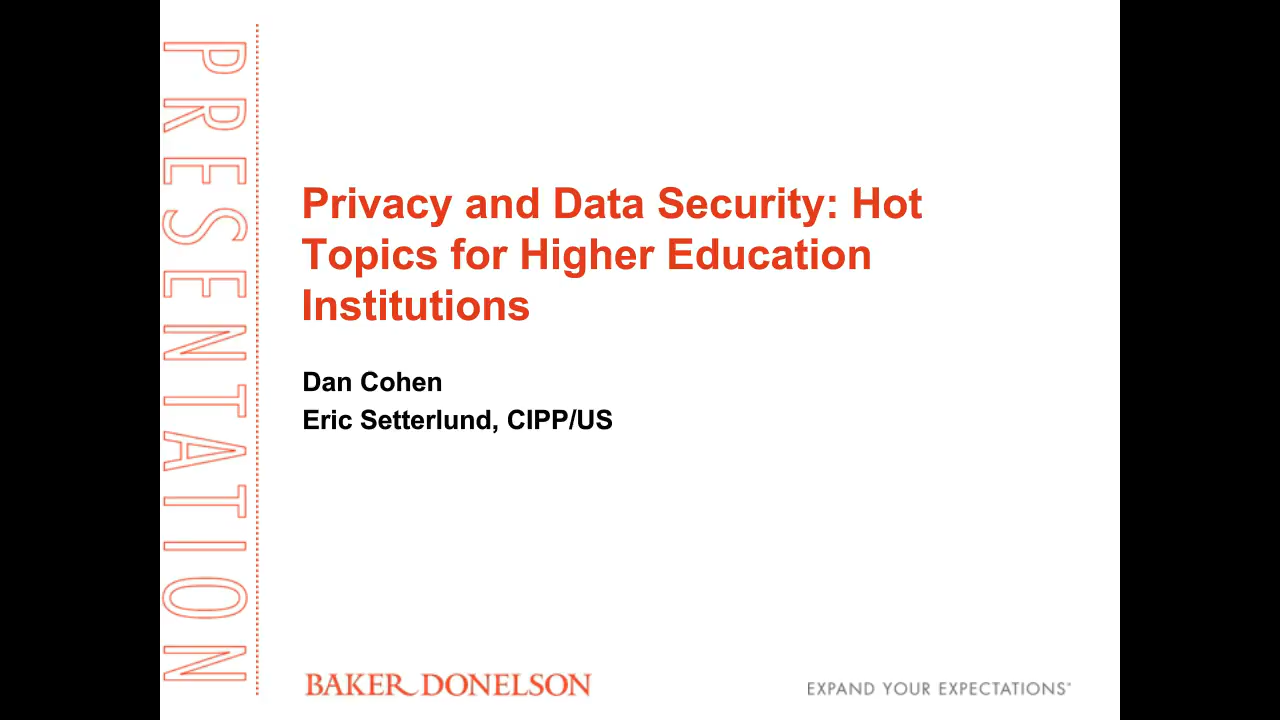 PRESENTATION
Privacy and Data Security: Hot
Topics for Higher Education
Institutions
Dan Cohen
Eric Setterlund, CIPP/US
BAKER DONELSON
EXPAND YOUR EXPECTATIONS™